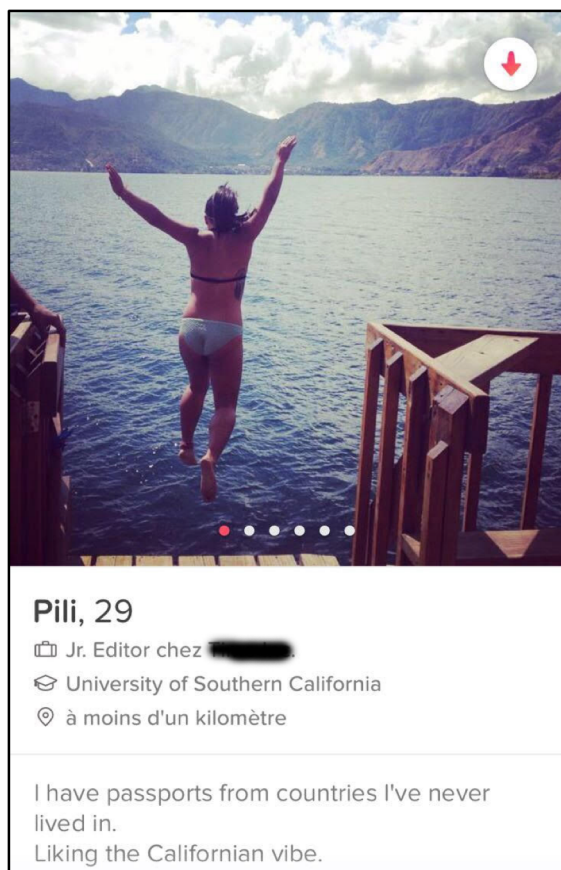 Pili, 29
Jr. Editor chez
University of Southern California
à moins d'un kilomètre
I have passports from countries I've never
lived in.
Liking the Californian vibe.